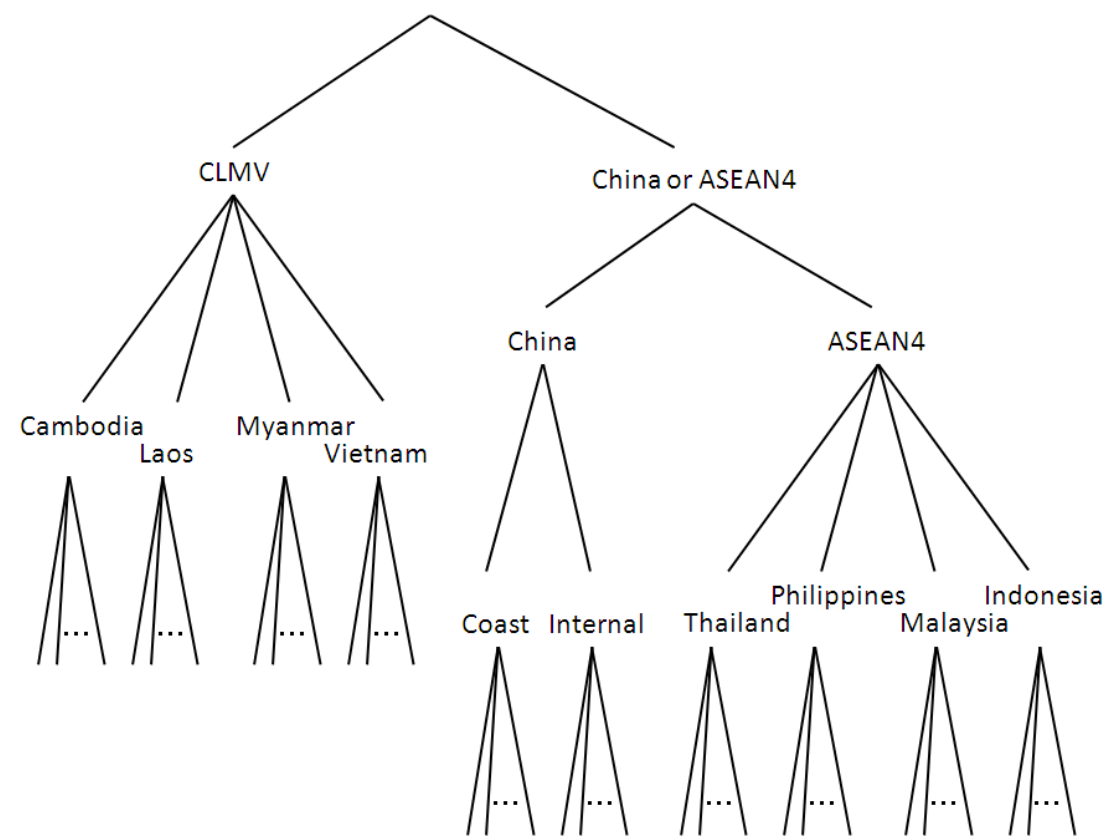 CLMV
China or ASEAN4
China
ASEAN4
Cambodia
Myanmar
Laos
Vietnam
Philippines
Indonesia
Coast
Internal
Thailand
Malaysia
...
...
...
...
...
...
...
...
...
...